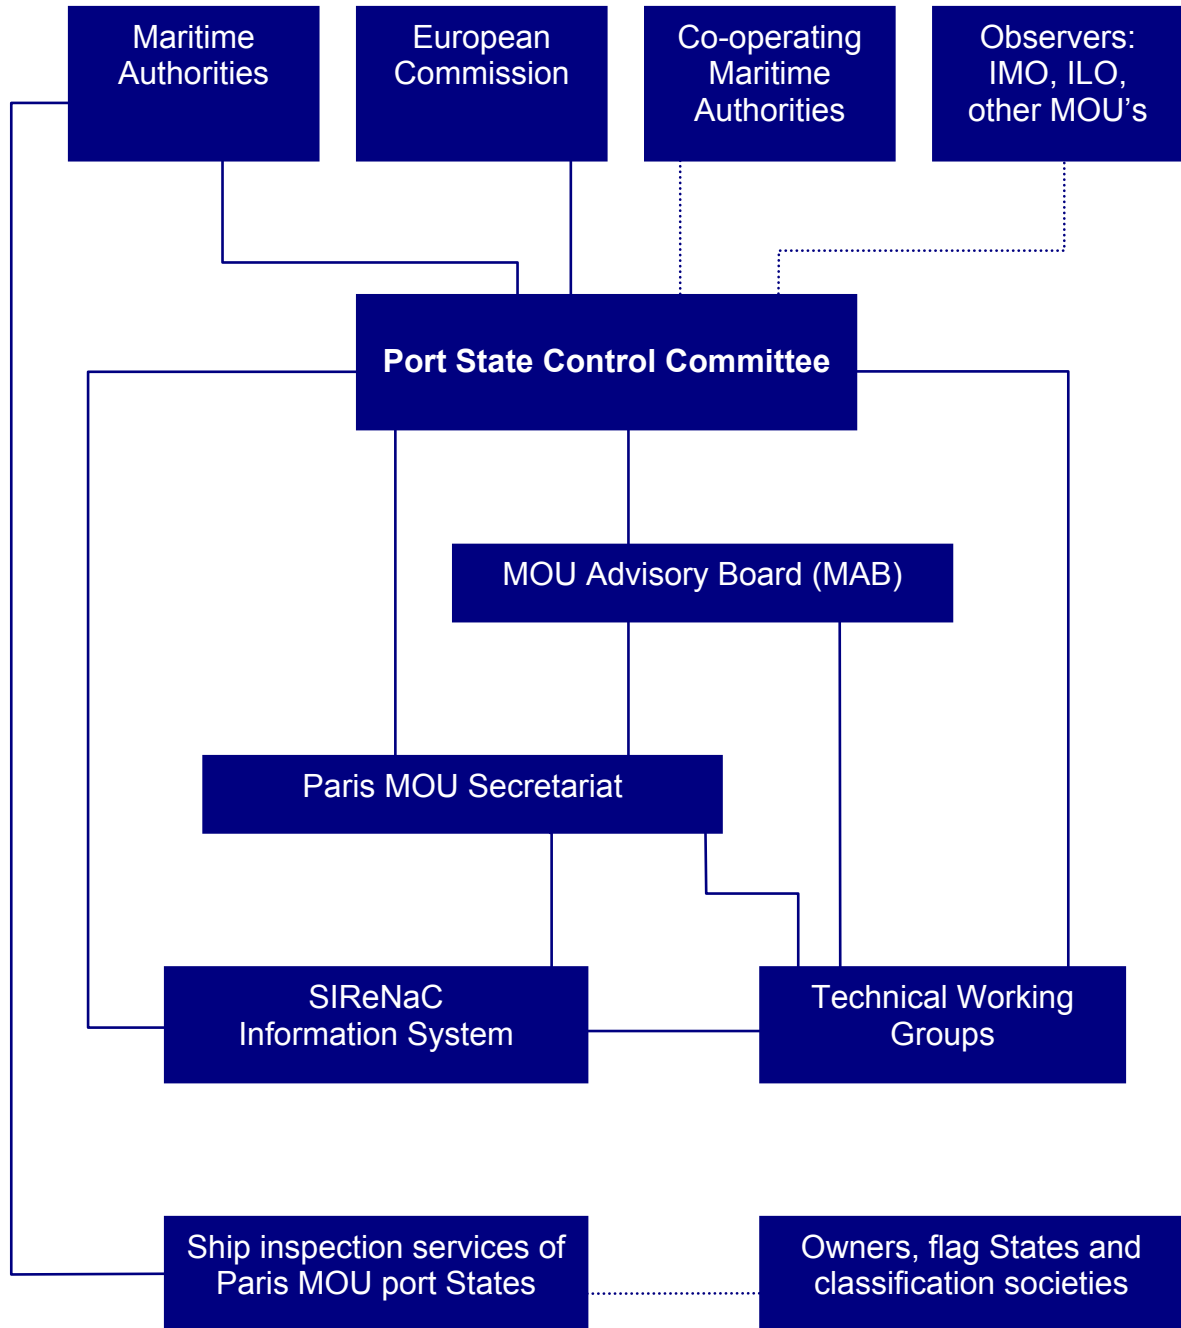 Maritime
Authorities
European
Commission
Co-operating
Maritime
Authorities
Observers:
IMO, ILO,
other MOU’s
Port State Control Committee
MOU Advisory Board (MAB)
Paris MOU Secretariat
SIReNaC
Information System
Technical Working
Groups
Ship inspection services of
Paris MOU port States
Owners, flag States and
classification societies